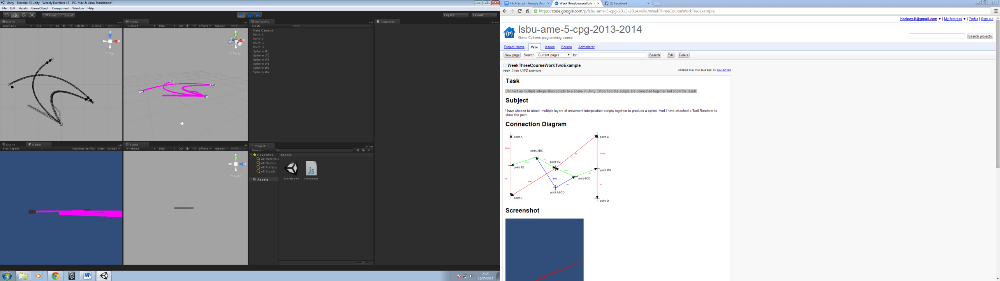 Unity - Exercise #3.unity - Weekly Exercises #3 - PC, Mac & Linux Standalone*
File Edit Assets GameObject Component Window Help
Pivot Local
Layers Layout
Scene
Wireframe RGB 2D Effects Gizmos All
z
x
Top
Scene
Textured RGB 2D Effects Gizmos All
y
x
z
Persp
Hierarchy
Create All
Main Camera
Point A
Point B
Point C
Point D
Sphere #1
Sphere #2
Sphere #3
Sphere #4
Sphere #5
Sphere #6
Inspector
Scene Game
Free Aspect Maximize on Play Stats Gizmos
Scene
Wireframe RGB 2D Effects Gizmos All
y
z
Right
Project
Create
Favorites
All Materials
All Models
All Prefabs
All Scripts
Assets
Assets
Exercise #3
Js
Movement
W
20:20
11/05/2014
Pitch Script - Google Docs
WeekThreeCourseWorkTw
(1) Facebook
https://code.google.com/p/lsbu-ame-5-cpg-2013-2014/wiki/WeekThreeCourseWorkTwoExample
Harleey.K@gmail.com | My favorites | Profile | Sign out
{P}
lsbu-ame-5-cpg-2013-2014
Game Cultures programming course
Search projects
Project Home Wiki Issues Source Administer
New page Search Current pages for Search Edit Delete
WeekThreeCourseWorkTwoExample
week three CW2 example
Updated May 9 (2 days ago) by paul.sinnett
Task
Connect up multiple interpolation scripts to a scene in Unity. Show how the scripts are connected together and show the result.
Subject
I have chosen to attach multiple layers of movement interpolation scripts together to produce a spline. And I have attached a Trail Renderer to
show the path.
Connection Diagram
point A
point C
from
point ABC
to
from
to
from
point BC
point AB
from
to
point CD
to
from
from
to
point BCD
to
point ABCD
point B
point D
Screenshot